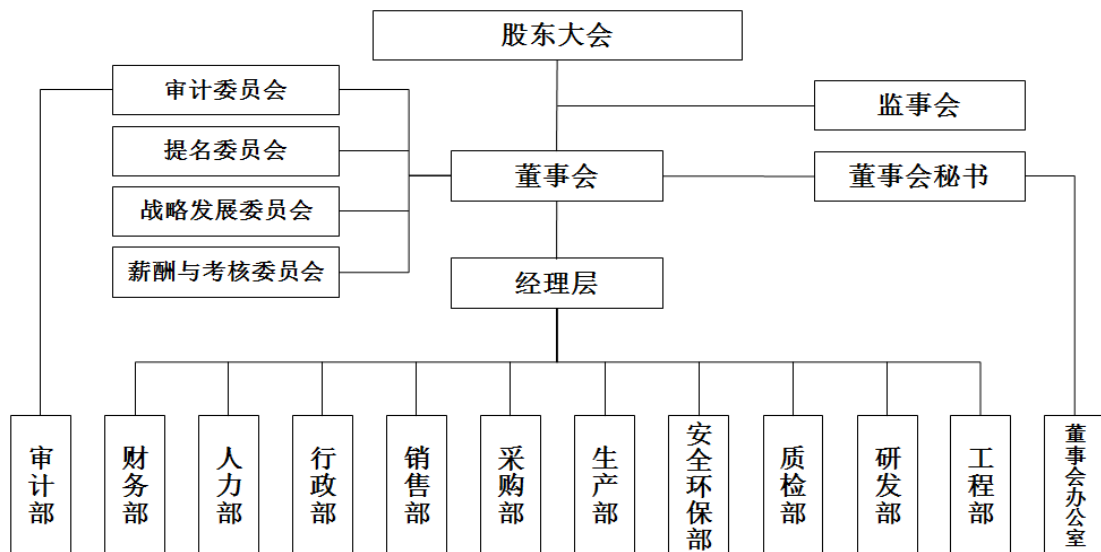 股东大会
审计委员会
监事会
提名委员会
董事会
董事会秘书
战略发展委员会
薪酬与考核委员会
经理层
审计部
财务部
人力部
行政部
销售部
采购部
生产部
安全环保部
质检部
研发部
工程部
董事会办公室